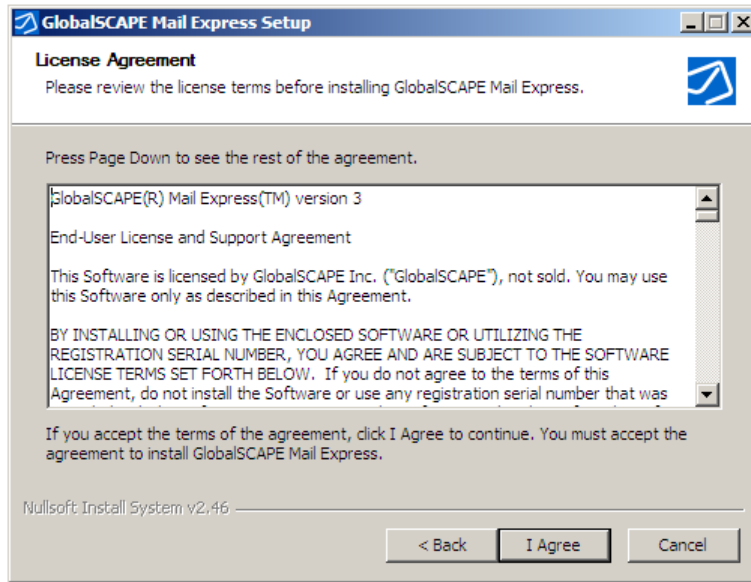 GlobalSCAPE Mail Express Setup
License Agreement
Please review the license terms before installing GlobalSCAPE Mail Express.
Press Page Down to see the rest of the agreement.
GlobalSCAPE(R) Mail Express(TM) version 3
End-User License and Support Agreement
This Software is licensed by GlobalSCAPE Inc. ("GlobalSCAPE"), not sold. You may use
this Software only as described in this Agreement.
BY INSTALLING OR USING THE ENCLOSED SOFTWARE OR UTILIZING THE
REGISTRATION SERIAL NUMBER, YOU AGREE AND ARE SUBJECT TO THE SOFTWARE
LICENSE TERMS SET FORTH BELOW.  If you do not agree to the terms of this
Agreement, do not install the Software or use any registration serial number that was
If you accept the terms of the agreement, click I Agree to continue. You must accept the
agreement to install GlobalSCAPE Mail Express.
Nullsoft Install System v2.46
< Back
I Agree
Cancel